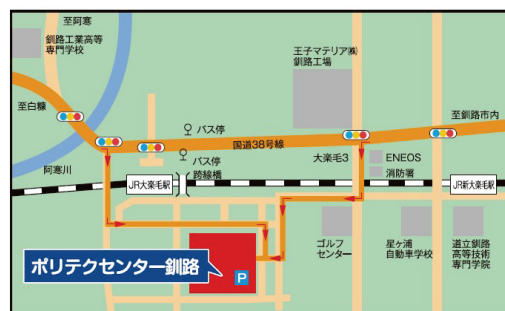 至阿寒
釧路工業高等
専門学校
王子マテリア㈱
釧路工場
至白糠
至釧路市内
バス停
国道38号線
大楽毛3
ENEOS
消防署
バス停
跨線橋
阿寒川
JR大楽毛駅
JR新大楽毛駅
ゴルフ
センター
星ヶ浦
自動車学校
道立釧路
高等技術
専門学院
ポリテクセンター釧路
P